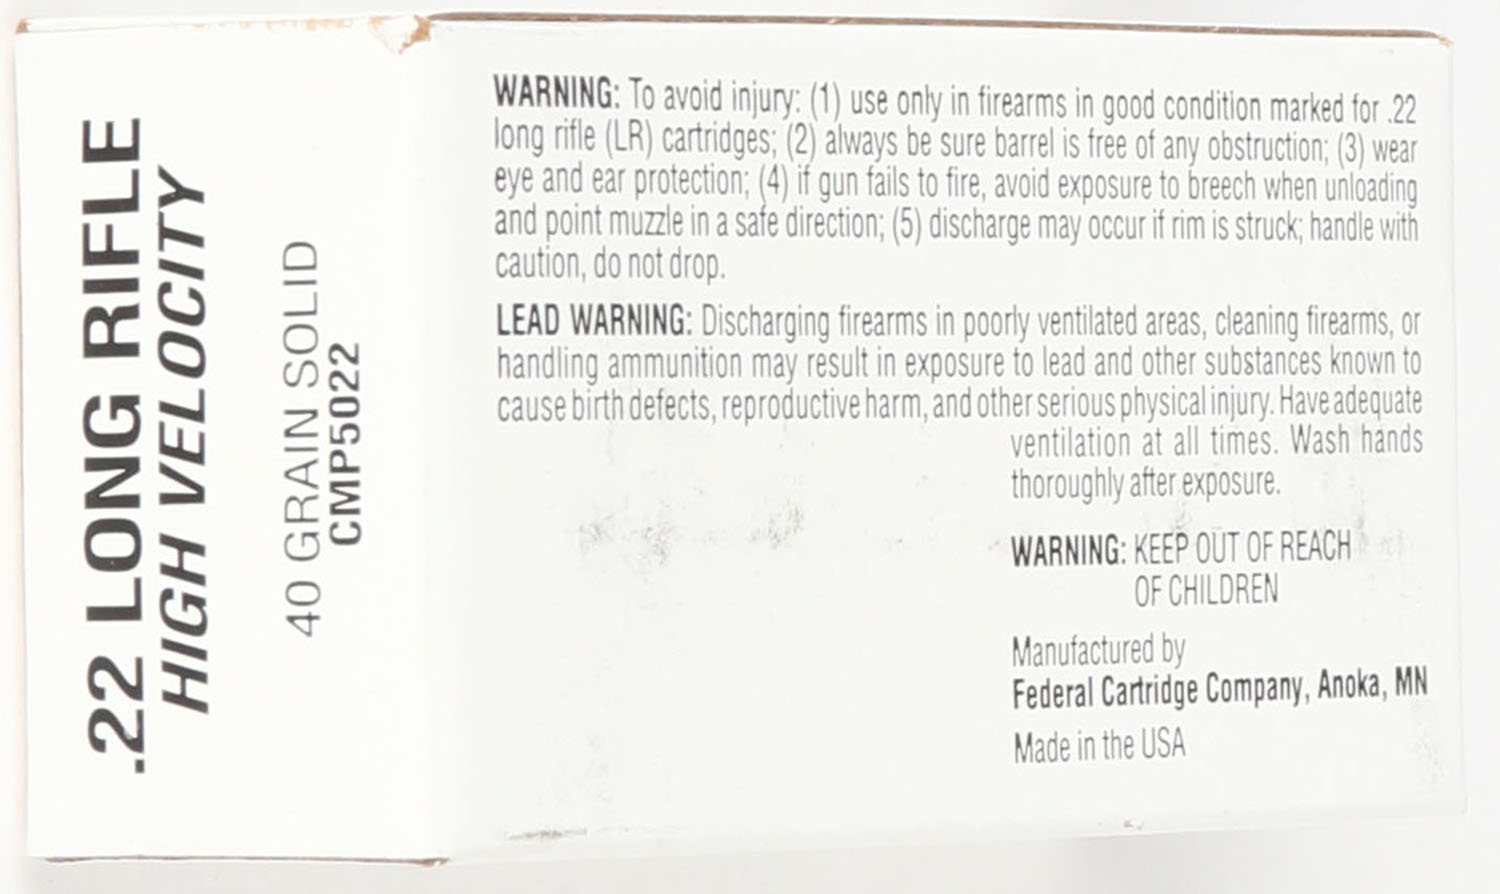 .22 LONG RIFLE
HIGH VELOCITY
40 GRAIN SOLID
CMP5022
WARNING: To avoid injury: (1) use only in firearms in good condition marked for .22
long rifle (LR) cartridges; (2) always be sure barrel is free of any obstruction; (3) wear
eye and ear protection; (4) if gun fails to fire, avoid exposure to breech when unloading
and point muzzle in a safe direction; (5) discharge may occur if rim is struck; handle with
caution, do not drop.
LEAD WARNING: Discharging firearms in poorly ventilated areas, cleaning firearms, or
handling ammunition may result in exposure to lead and other substances known to
cause birth defects, reproductive harm, and other serious physical injury. Have adequate
ventilation at all times. Wash hands
thoroughly after exposure.
WARNING: KEEP OUT OF REACH
OF CHILDREN
Manufactured by
Federal Cartridge Company, Anoka, MN
Made in the USA